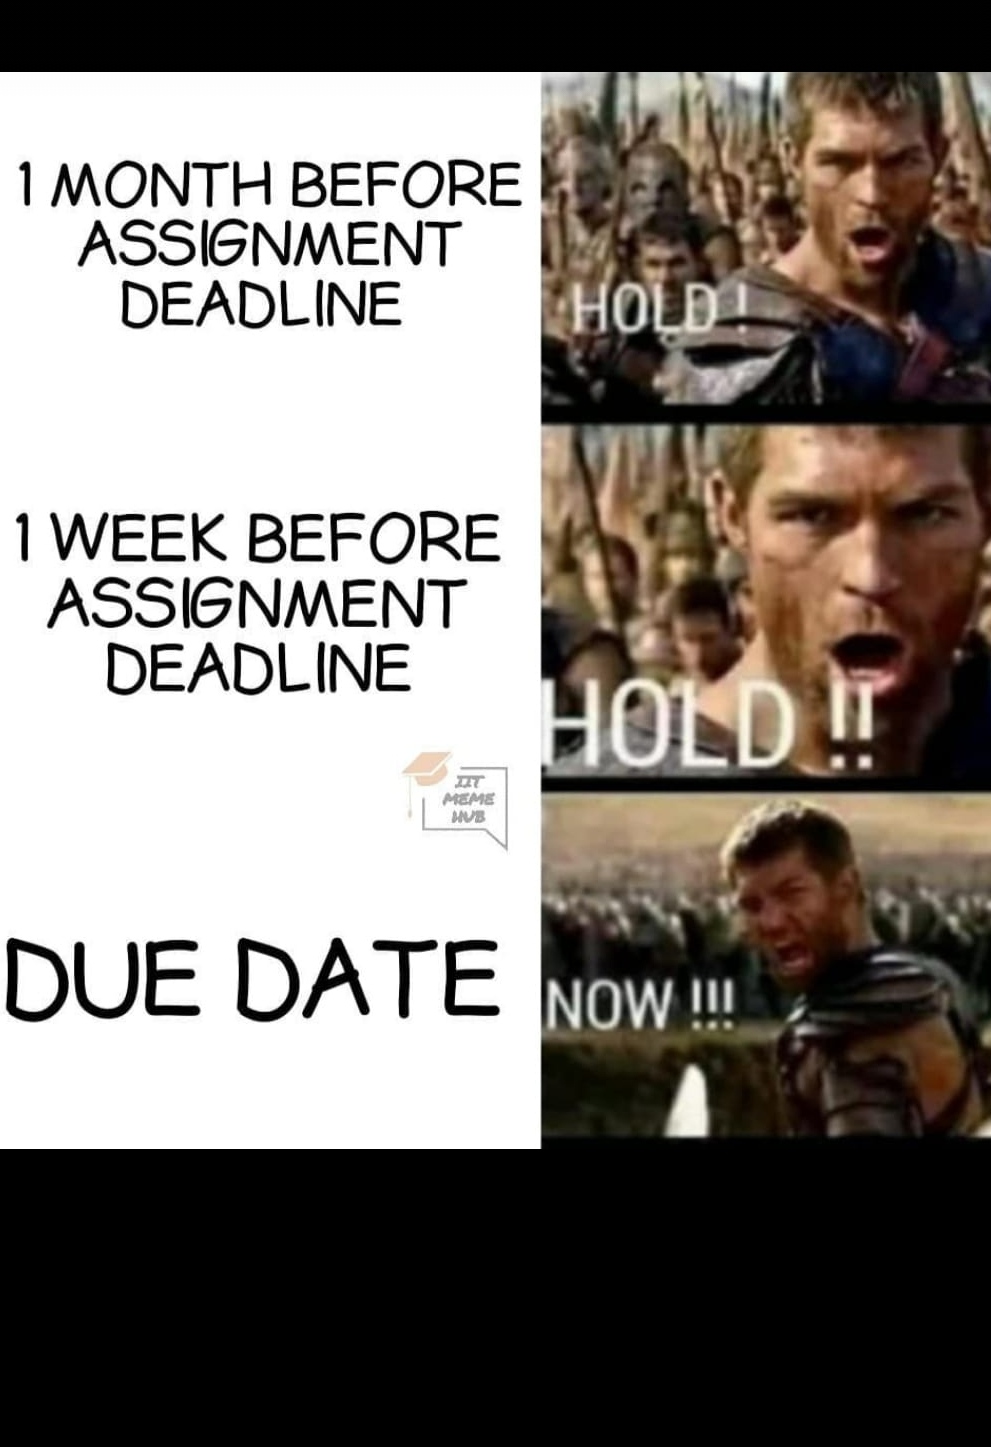 1 MONTH BEFORE
ASSIGNMENT
DEADLINE
HOLD !
1 WEEK BEFORE
ASSIGNMENT
DEADLINE
HOLD !!
IIT
MEME
HUB
DUE DATE
NOW !!!